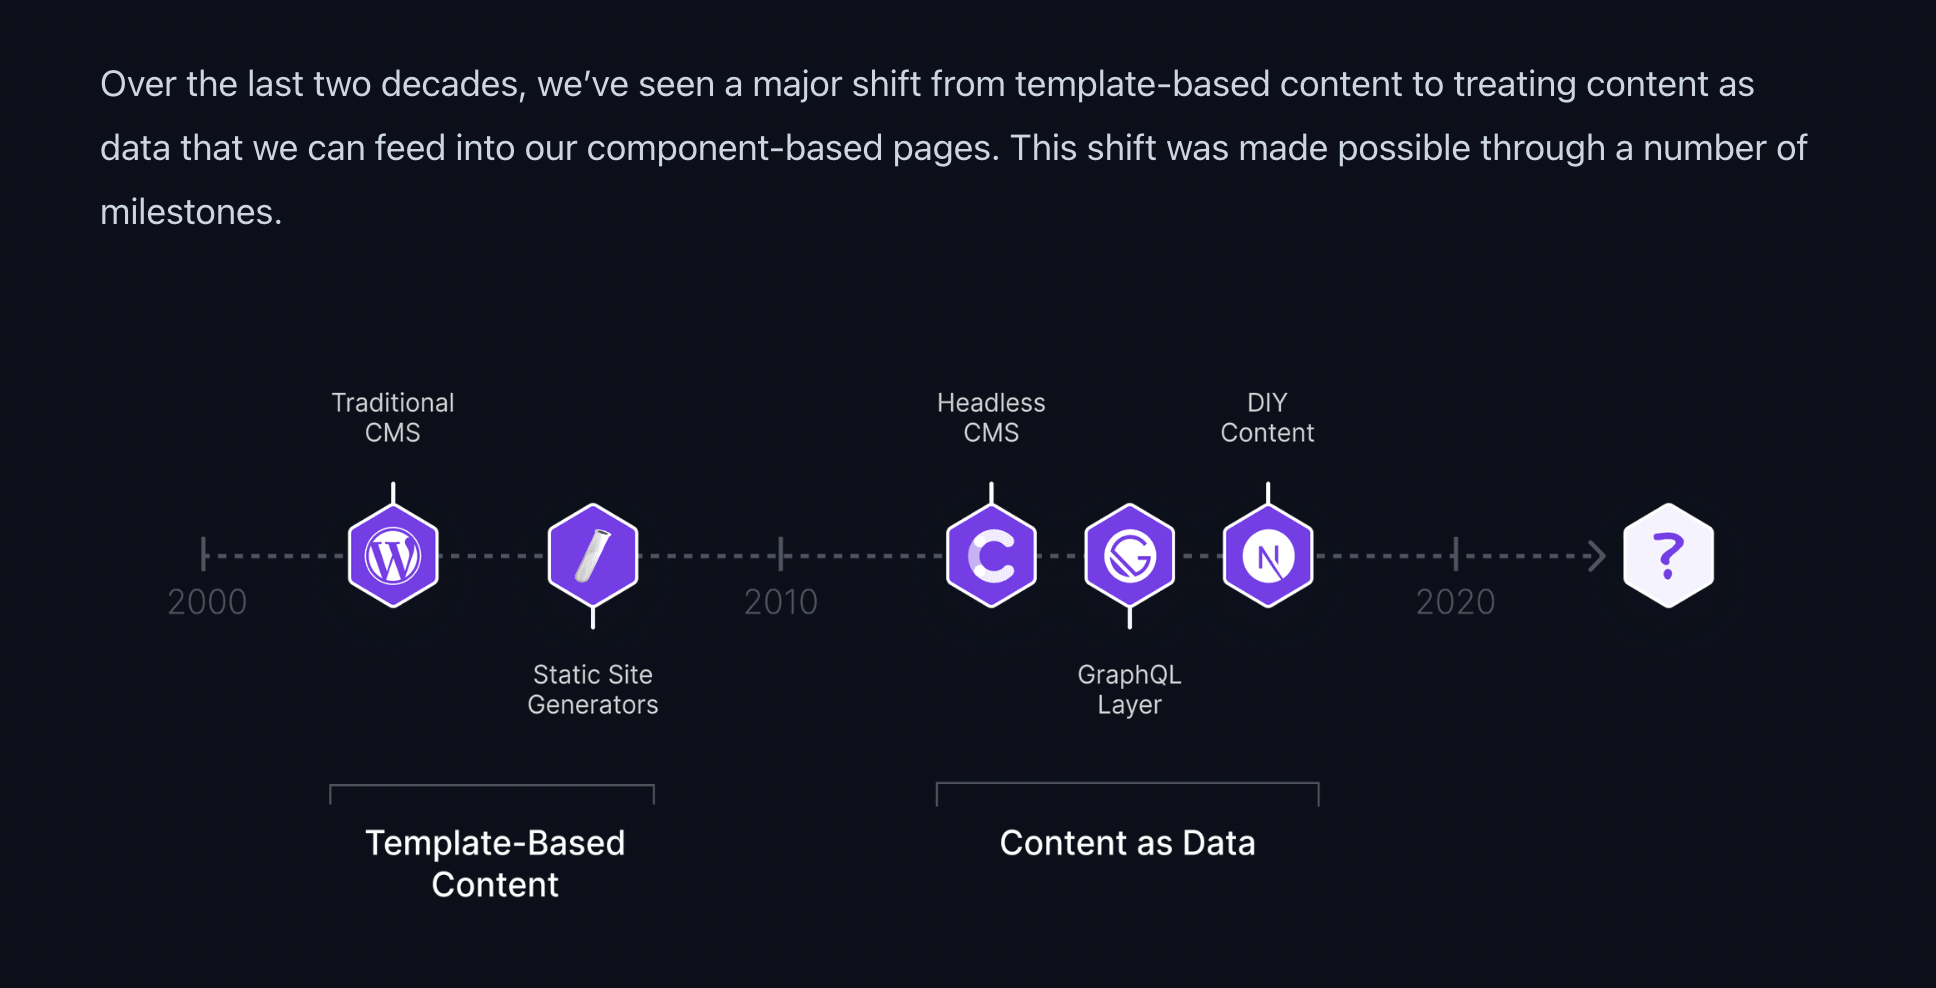 Over the last two decades, we’ve seen a major shift from template-based content to treating content as
data that we can feed into our component-based pages. This shift was made possible through a number of
milestones.
Traditional
CMS
Headless
CMS
DIY
Content
W
C
G
N
?
2000
2010
2020
Static Site
Generators
GraphQL
Layer
Template-Based
Content
Content as Data